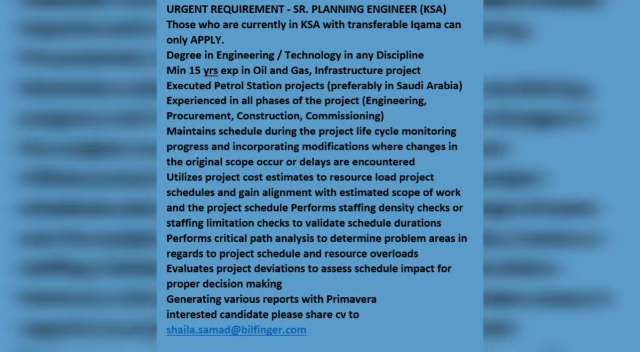 URGENT REQUIREMENT - SR. PLANNING ENGINEER (KSA)
Those who are currently in KSA with transferable Iqama can
only APPLY.
Degree in Engineering / Technology in any Discipline
Min 15 yrs exp in Oil and Gas, Infrastructure project
Executed Petrol Station projects (preferably in Saudi Arabia)
Experienced in all phases of the project (Engineering,
Procurement, Construction, Commissioning)
Maintains schedule during the project life cycle monitoring
progress and incorporating modifications where changes in
the original scope occur or delays are encountered
Utilizes project cost estimates to resource load project
schedules and gain alignment with estimated scope of work
and the project schedule Performs staffing density checks or
staffing limitation checks to validate schedule durations
Performs critical path analysis to determine problem areas in
regards to project schedule and resource overloads
Evaluates project deviations to assess schedule impact for
proper decision making
Generating various reports with Primavera
interested candidate please share cv to
shaila.samad@bilfinger.com